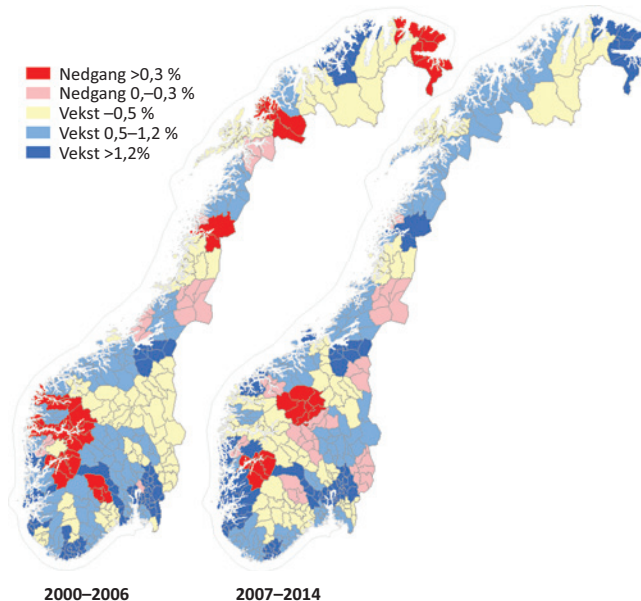 Nedgang >0,3 %
Nedgang 0,–0,3 %
Vekst –0,5 %
Vekst 0,5–1,2 %
Vekst >1,2%
2000–2006
2007–2014